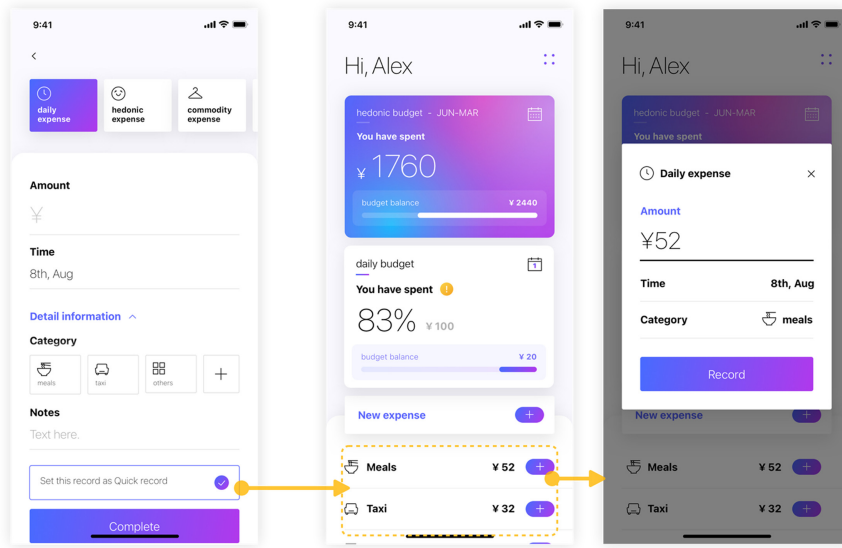 9:41
daily expense
hedonic expense
commodity expense
Amount
¥
Time
8th, Aug
Detail information
Category
meals
taxi
others
Notes
Text here.
Set this record as Quick record
Complete
9:41
Hi, Alex
hedonic budget - JUN-MAR
You have spent
¥ 1760
budget balance ¥ 2440
daily budget
1
You have spent !
83% ¥ 100
budget balance ¥ 20
New expense
Meals ¥ 52
Taxi ¥ 32
9:41
Hi, Alex
hedonic budget - JUN-MAR
You have spent
Daily expense
Amount
¥52
Time 8th, Aug
Category meals
Record
New expense
Meals ¥ 52
Taxi ¥ 32